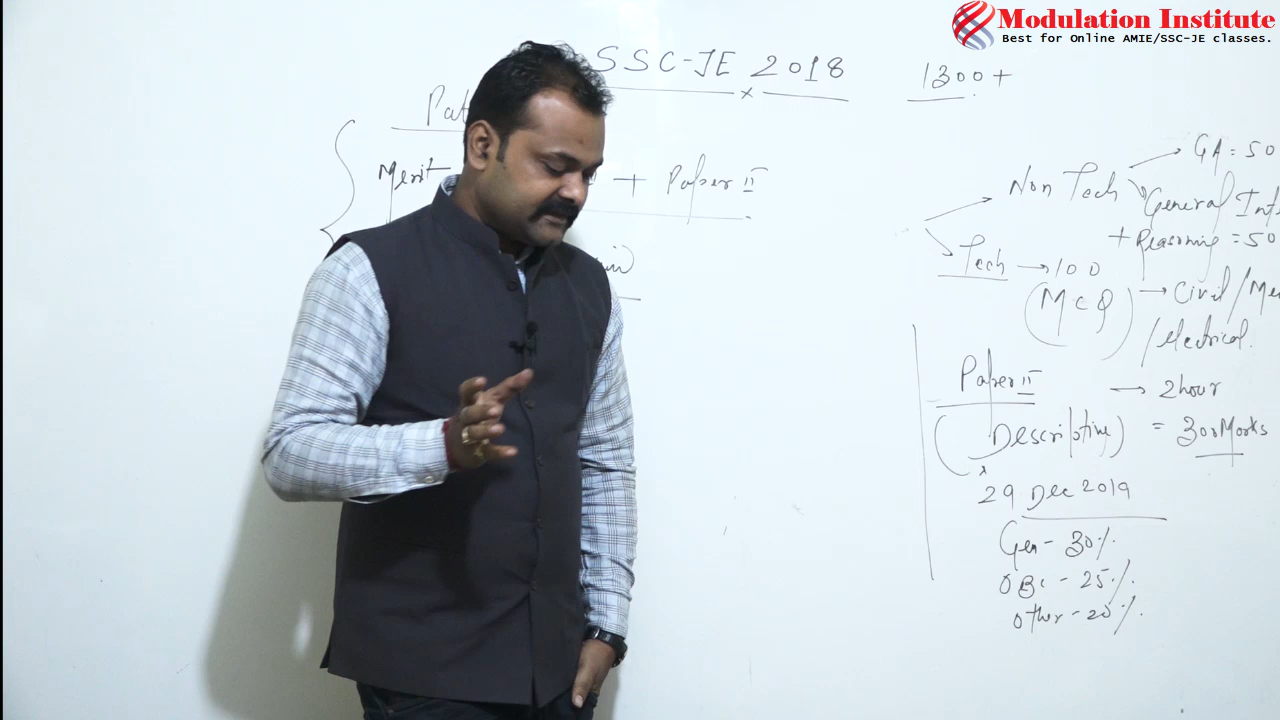 Modulation Institute
Best for Online AMIE/SSC-JE classes.
SSC-JE 2018
1300+
Merit
+ Paper II
Non Tech
GA = 50
General Int
+ Reasoning = 50
Tech → 100
(MCQ)
→ Civil/Me
/electrical.
Paper II
→ 2hour
(Descriptive)
= 300 Marks
29 Dec 2019
Gen - 30%.
OBC - 25%.
other - 20%.